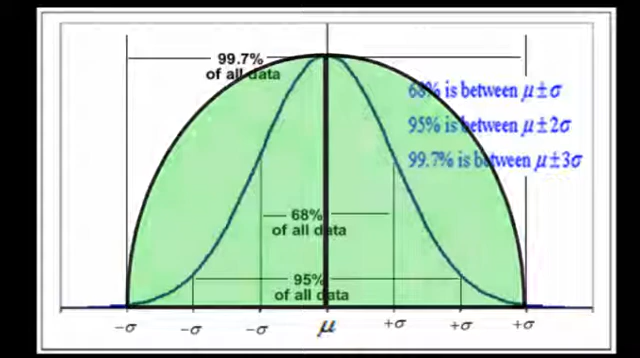 99.7%
of all data
68% is between μ±σ
95% is between μ±2σ
99.7% is between μ±3σ
68%
of all data
95%
of all data
−σ −σ −σ μ +σ +σ +σ